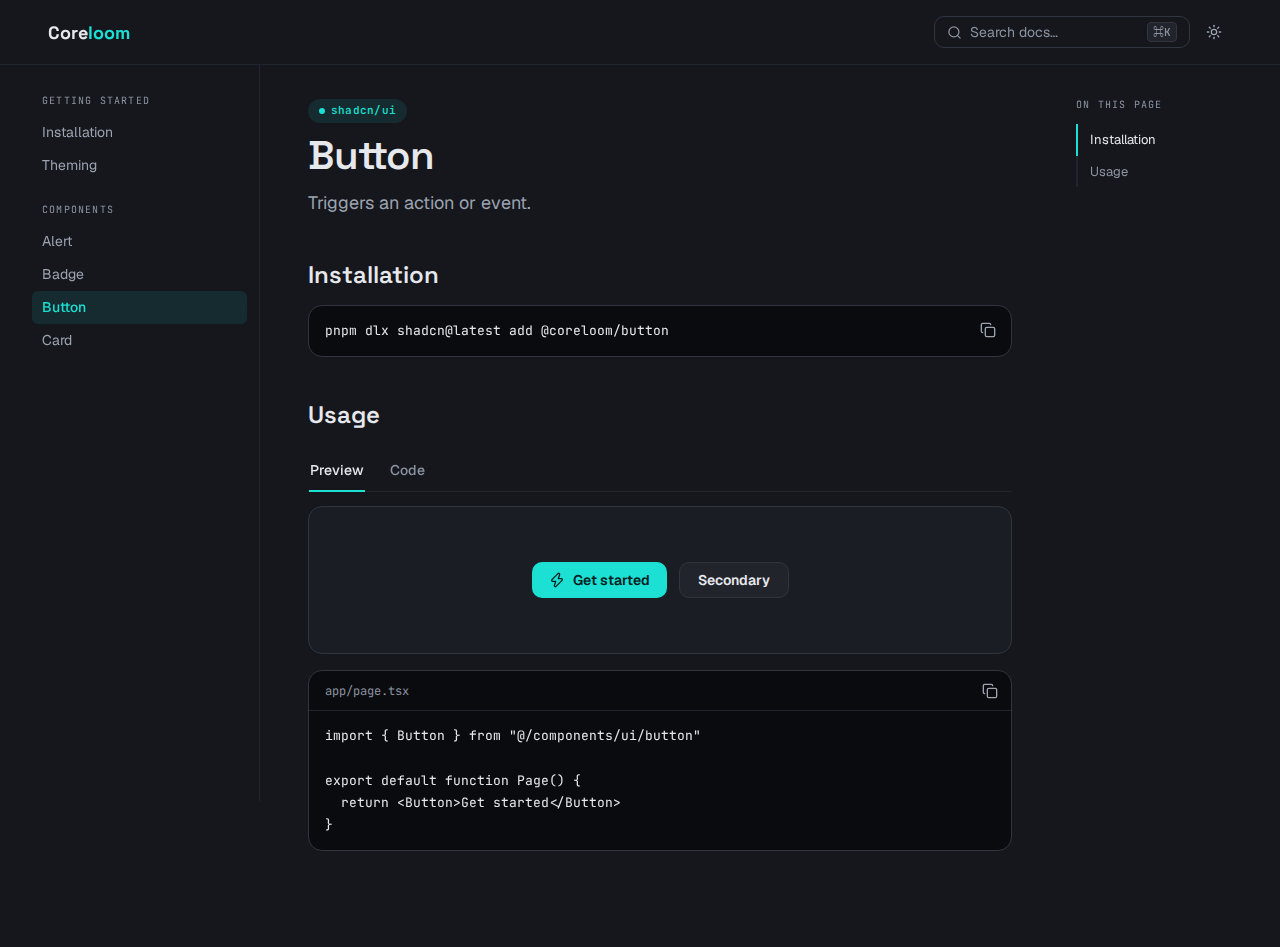 Coreloom
Search docs...
⌘K
GETTING STARTED
Installation
Theming
COMPONENTS
Alert
Badge
Button
Card
shadcn/ui
Button
Triggers an action or event.
Installation
pnpm dlx shadcn@latest add @coreloom/button
Usage
Preview
Code
Get started
Secondary
app/page.tsx
import { Button } from "@/components/ui/button"
export default function Page() {
  return <Button>Get started</Button>
}
ON THIS PAGE
Installation
Usage